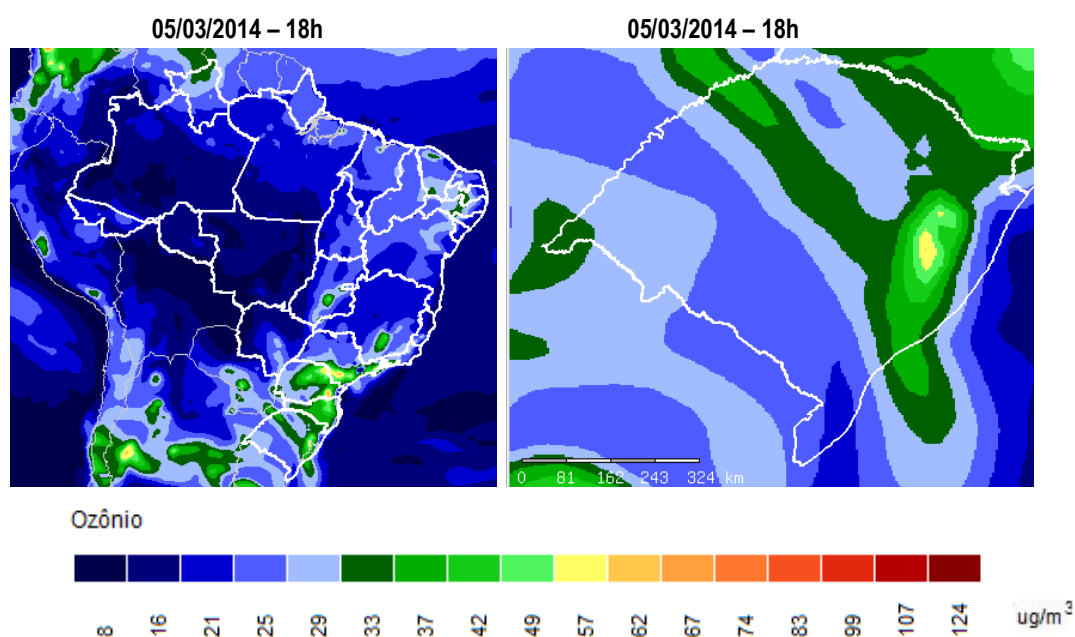 05/03/2014 – 18h
05/03/2014 – 18h
0 81 162 243 324 km
Ozônio
8 16 21 25 29 33 37 42 49 57 62 67 74 83 99 107 124 ug/m³